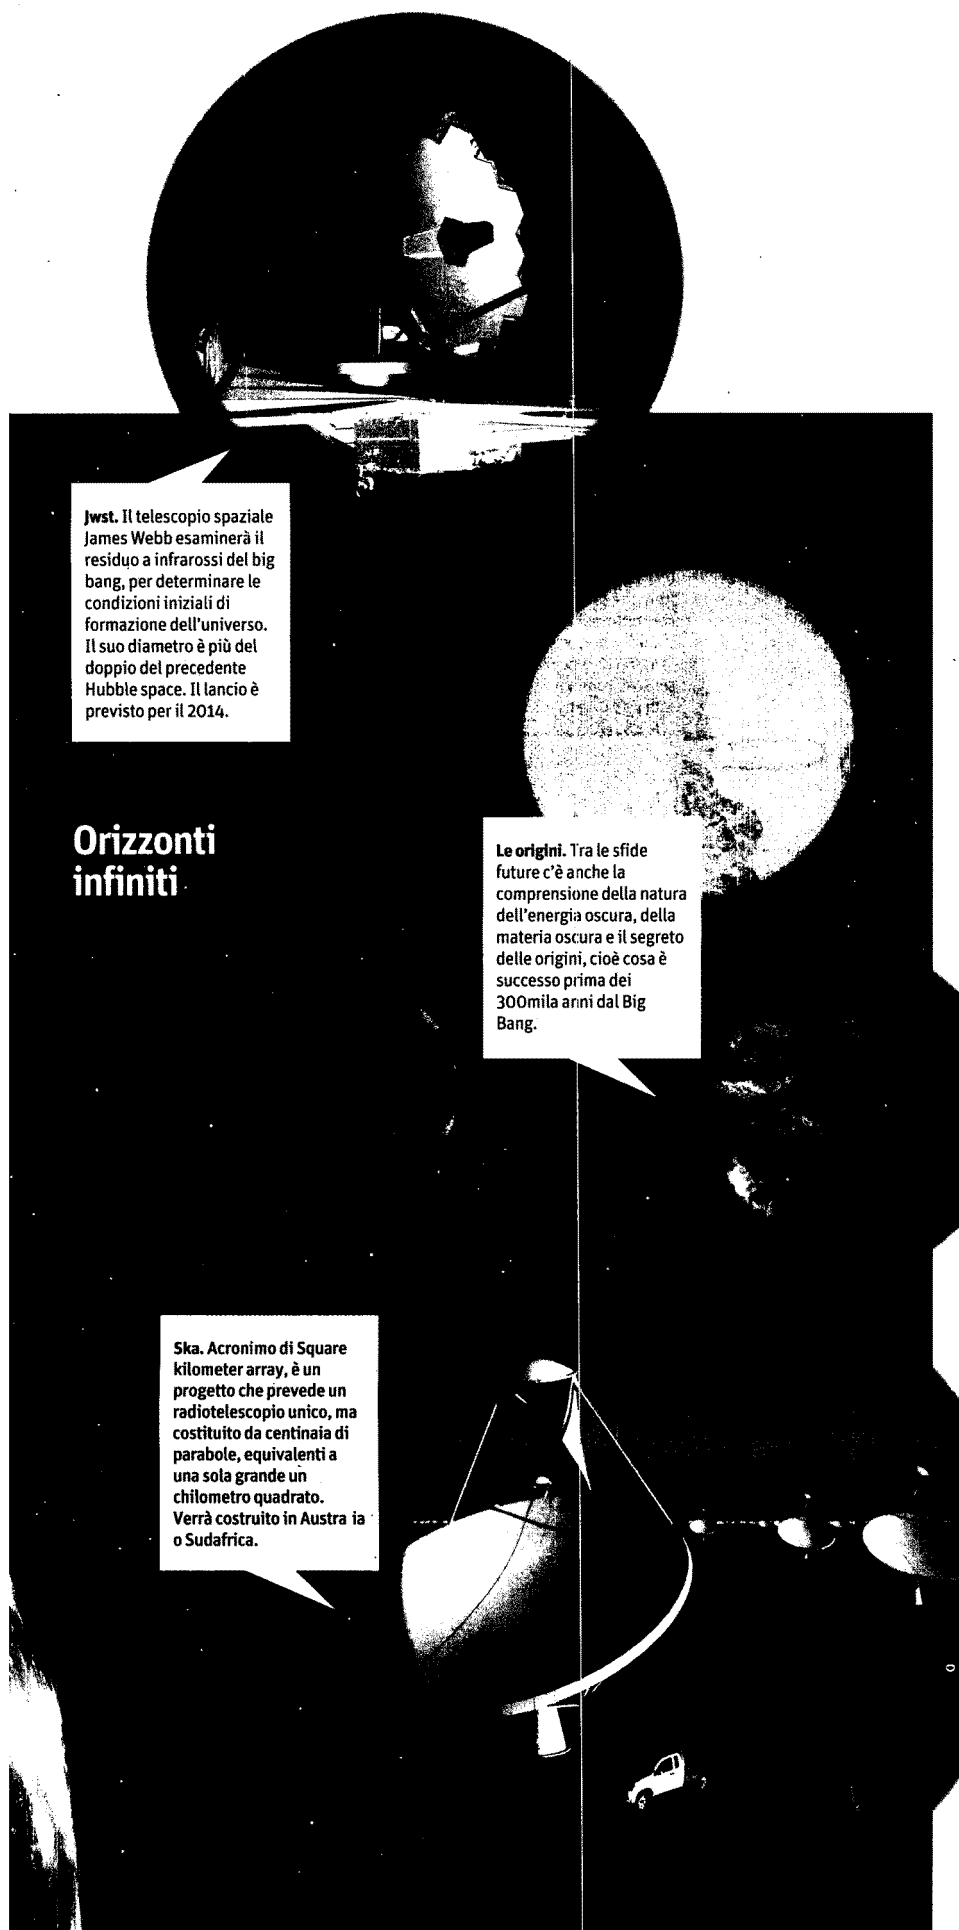 Jwst. Il telescopio spaziale
James Webb esaminerà il
residuo a infrarossi del big
bang, per determinare le
condizioni iniziali di
formazione dell'universo.
Il suo diametro è più del
doppio del precedente
Hubble space. Il lancio è
previsto per il 2014.
Orizzonti
infiniti
Le origini. Tra le sfide
future c'è anche la
comprensione della natura
dell'energia oscura, della
materia oscura e il segreto
delle origini, cioè cosa è
successo prima dei
300mila anni dal Big
Bang.
Ska. Acronimo di Square
kilometer array, è un
progetto che prevede un
radiotelescopio unico, ma
costituito da centinaia di
parabole, equivalenti a
una sola grande un
chilometro quadrato.
Verrà costruito in Austra ia
o Sudafrica.